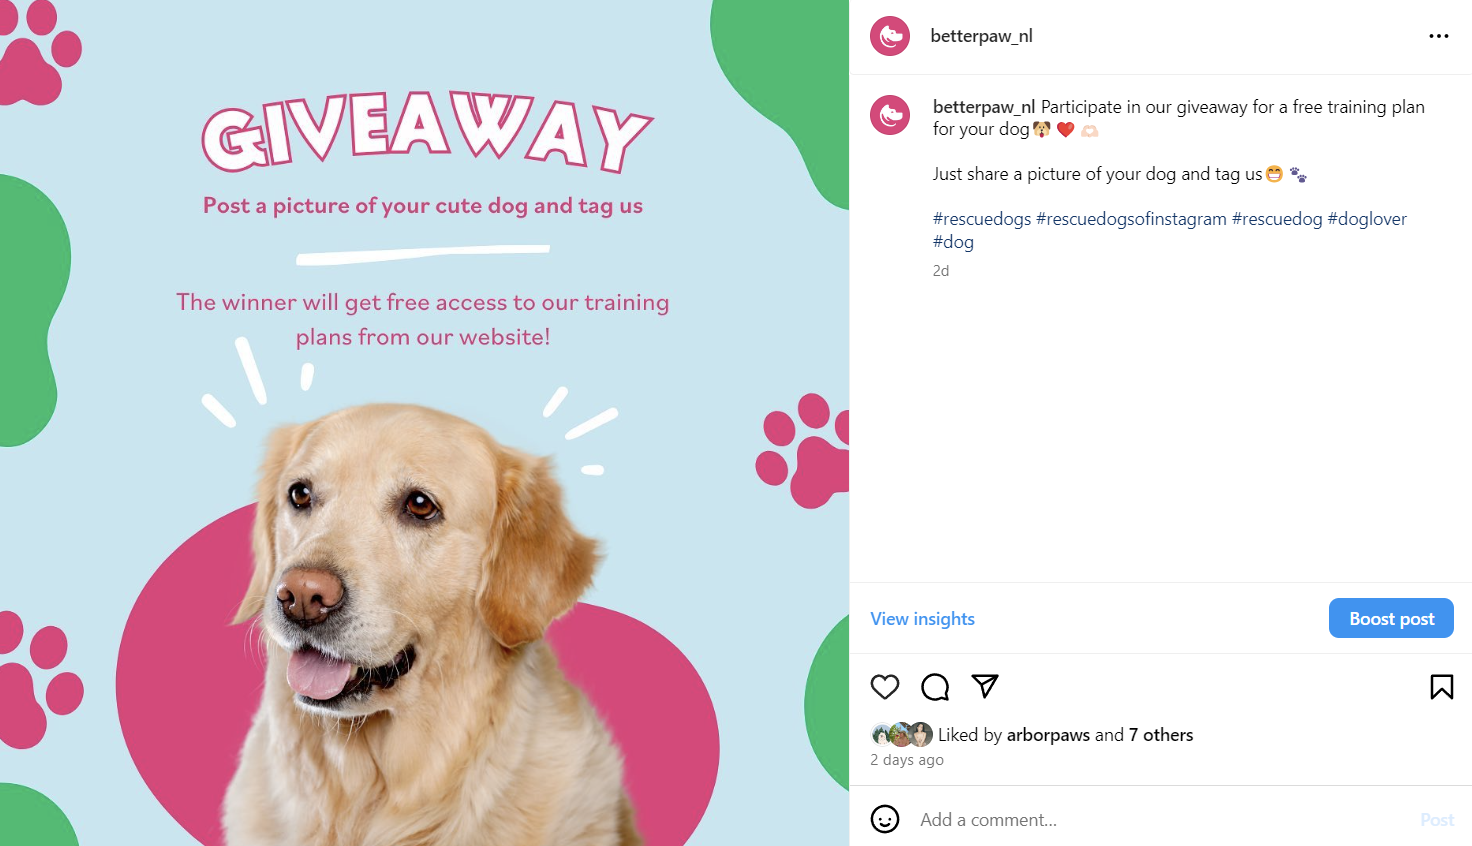 GIVEAWAY
Post a picture of your cute dog and tag us
The winner will get free access to our training
plans from our website!
betterpaw_nl
betterpaw_nl Participate in our giveaway for a free training plan
for your dog🐶 ❤️ 🫶🏻
Just share a picture of your dog and tag us😁 🐾
#rescuedogs #rescuedogsofinstagram #rescuedog #doglover
#dog
2d
View insights
Boost post
Liked by arborpaws and 7 others
2 days ago
Add a comment...
Post